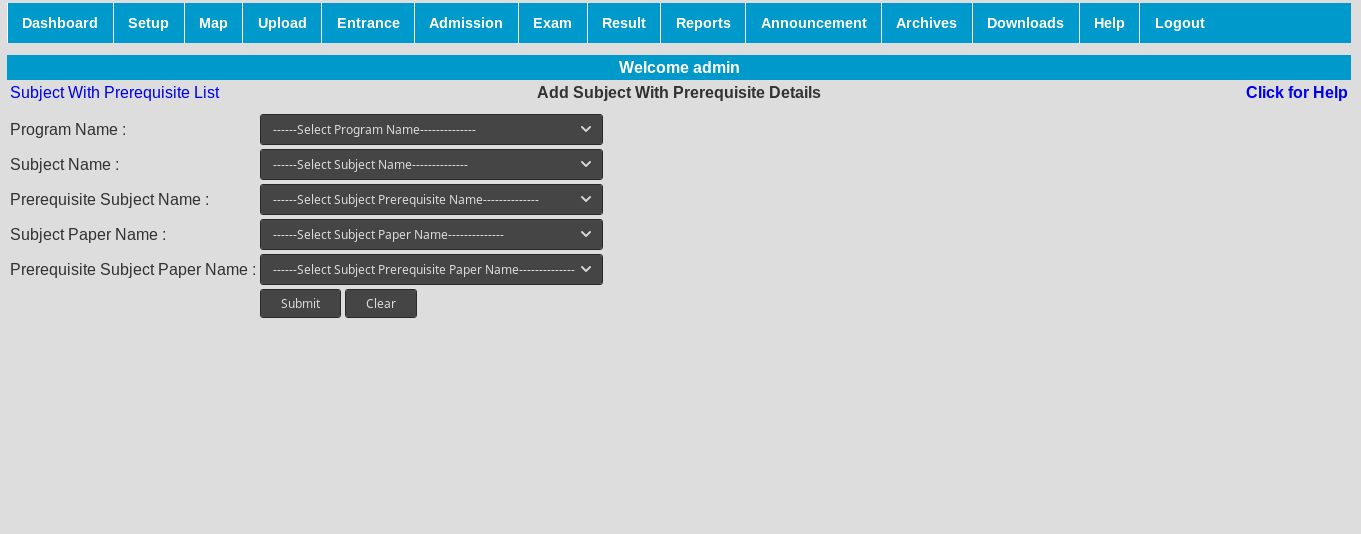 Dashboard Setup Map Upload Entrance Admission Exam Result Reports Announcement Archives Downloads Help Logout
Welcome admin
Subject With Prerequisite List Add Subject With Prerequisite Details Click for Help
Program Name : ------Select Program Name--------------
Subject Name : ------Select Subject Name--------------
Prerequisite Subject Name : ------Select Subject Prerequisite Name--------------
Subject Paper Name : ------Select Subject Paper Name--------------
Prerequisite Subject Paper Name : ------Select Subject Prerequisite Paper Name--------------
Submit Clear